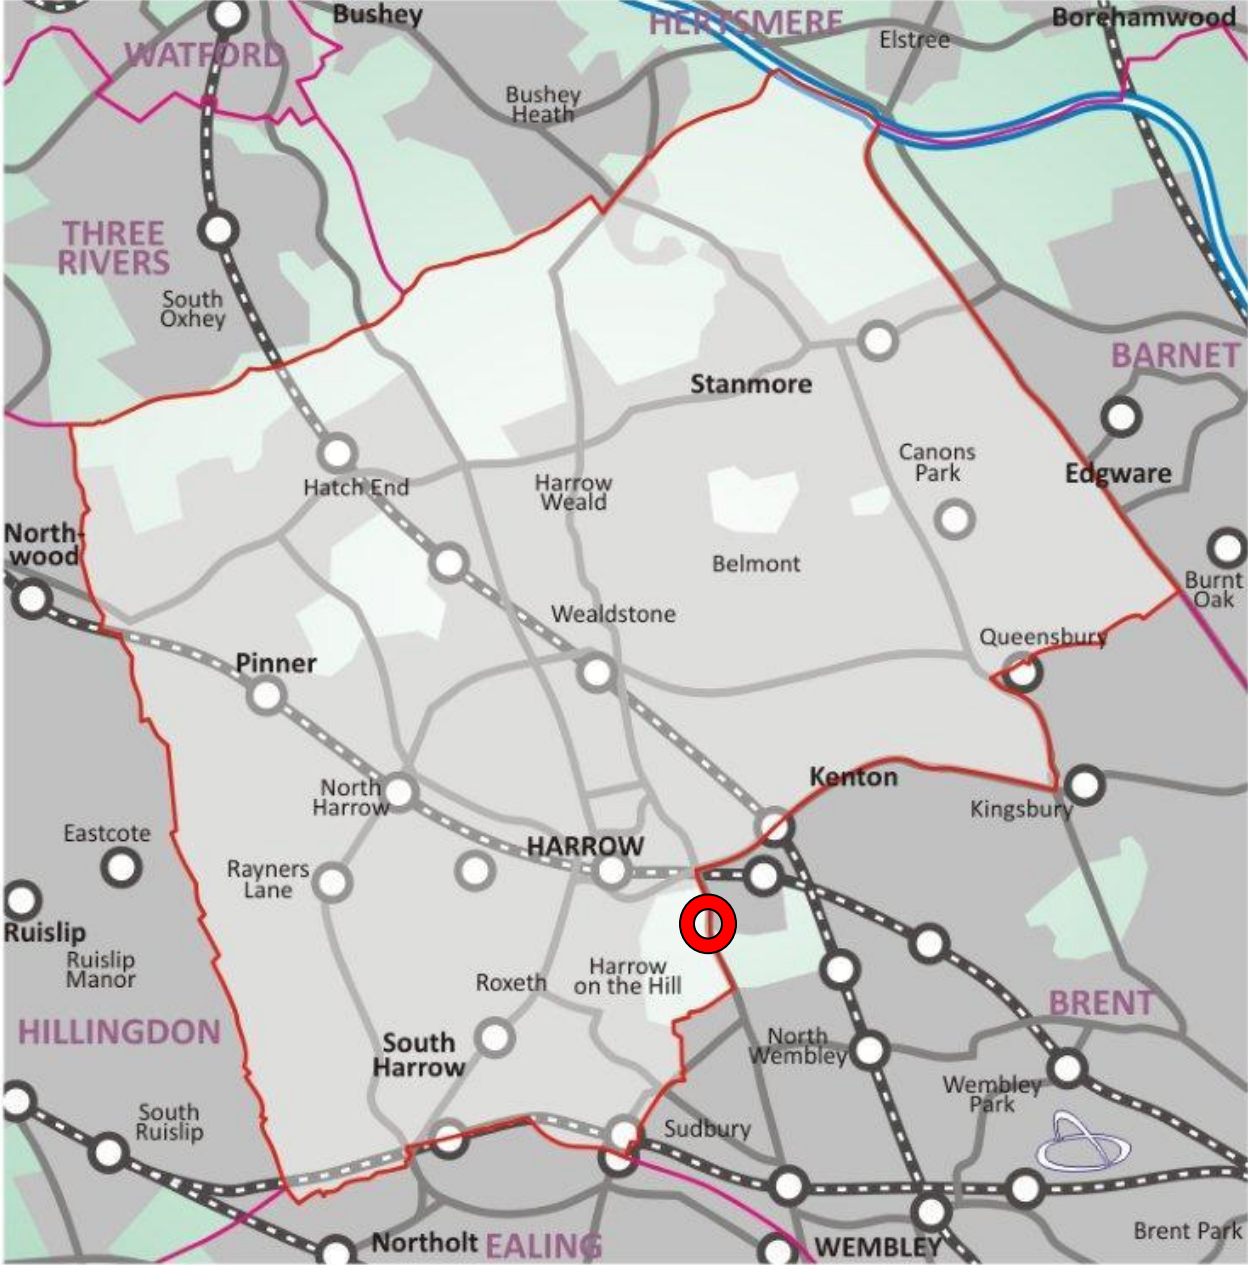 Bushey
HERTSMERE
Borehamwood
WATFORD
Elstree
Bushey
Heath
THREE
RIVERS
South
Oxhey
BARNET
Stanmore
Canons
Park
Edgware
Hatch End
Harrow
Weald
North-
wood
Belmont
Burnt
Oak
Wealdstone
Queensbury
Pinner
Kenton
North
Harrow
Kingsbury
Eastcote
HARROW
Rayners
Lane
Ruislip
Ruislip
Manor
Harrow
on the Hill
Roxeth
BRENT
HILLINGDON
South
Harrow
North
Wembley
Wembley
Park
South
Ruislip
Sudbury
Northolt
EALING
WEMBLEY
Brent Park